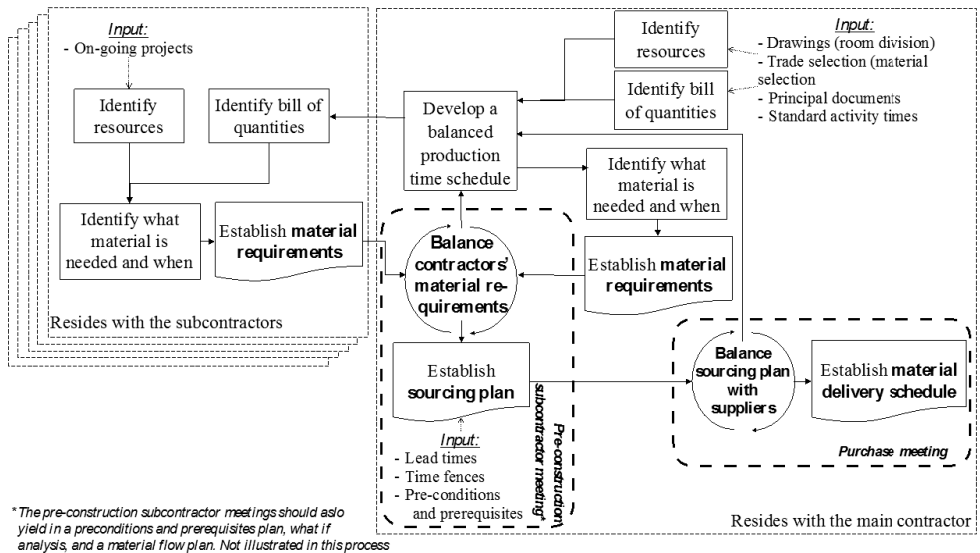 Input:
- On-going projects
Identify
resources
Identify bill of
quantities
Identify what
material is
needed and when
Establish material
requirements
Resides with the subcontractors
Input:
- Drawings (room division)
- Trade selection (material
selection
- Principal documents
- Standard activity times
Identify
resources
Identify bill of
quantities
Develop a
balanced
production
time schedule
Identify what
material is
needed and when
Establish material
requirements
Balance
contractors'
material re-
quirements
Establish
sourcing plan
Input:
- Lead times
- Time fences
- Pre-conditions
and prerequisites
Pre-construction
subcontractor meeting*
Balance
sourcing plan
with
suppliers
Establish material
delivery schedule
Purchase meeting
Resides with the main contractor
* The pre-construction subcontractor meetings should aslo
yield in a preconditions and prerequisites plan, what if
analysis, and a material flow plan. Not illustrated in this process